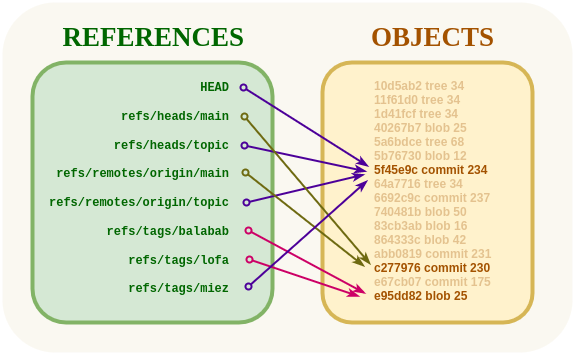 REFERENCES
HEAD
refs/heads/main
refs/heads/topic
refs/remotes/origin/main
refs/remotes/origin/topic
refs/tags/balabab
refs/tags/lofa
refs/tags/miez
OBJECTS
10d5ab2 tree 34
11f61d0 tree 34
1d41fcf tree 34
40267b7 blob 25
5a6bdce tree 68
5b76730 blob 12
5f45e9c commit 234
64a7716 tree 34
6692c9c commit 237
740481b blob 50
83cb3ab blob 16
864333c blob 42
abb0819 commit 231
c277976 commit 230
e67cb07 commit 175
e95dd82 blob 25